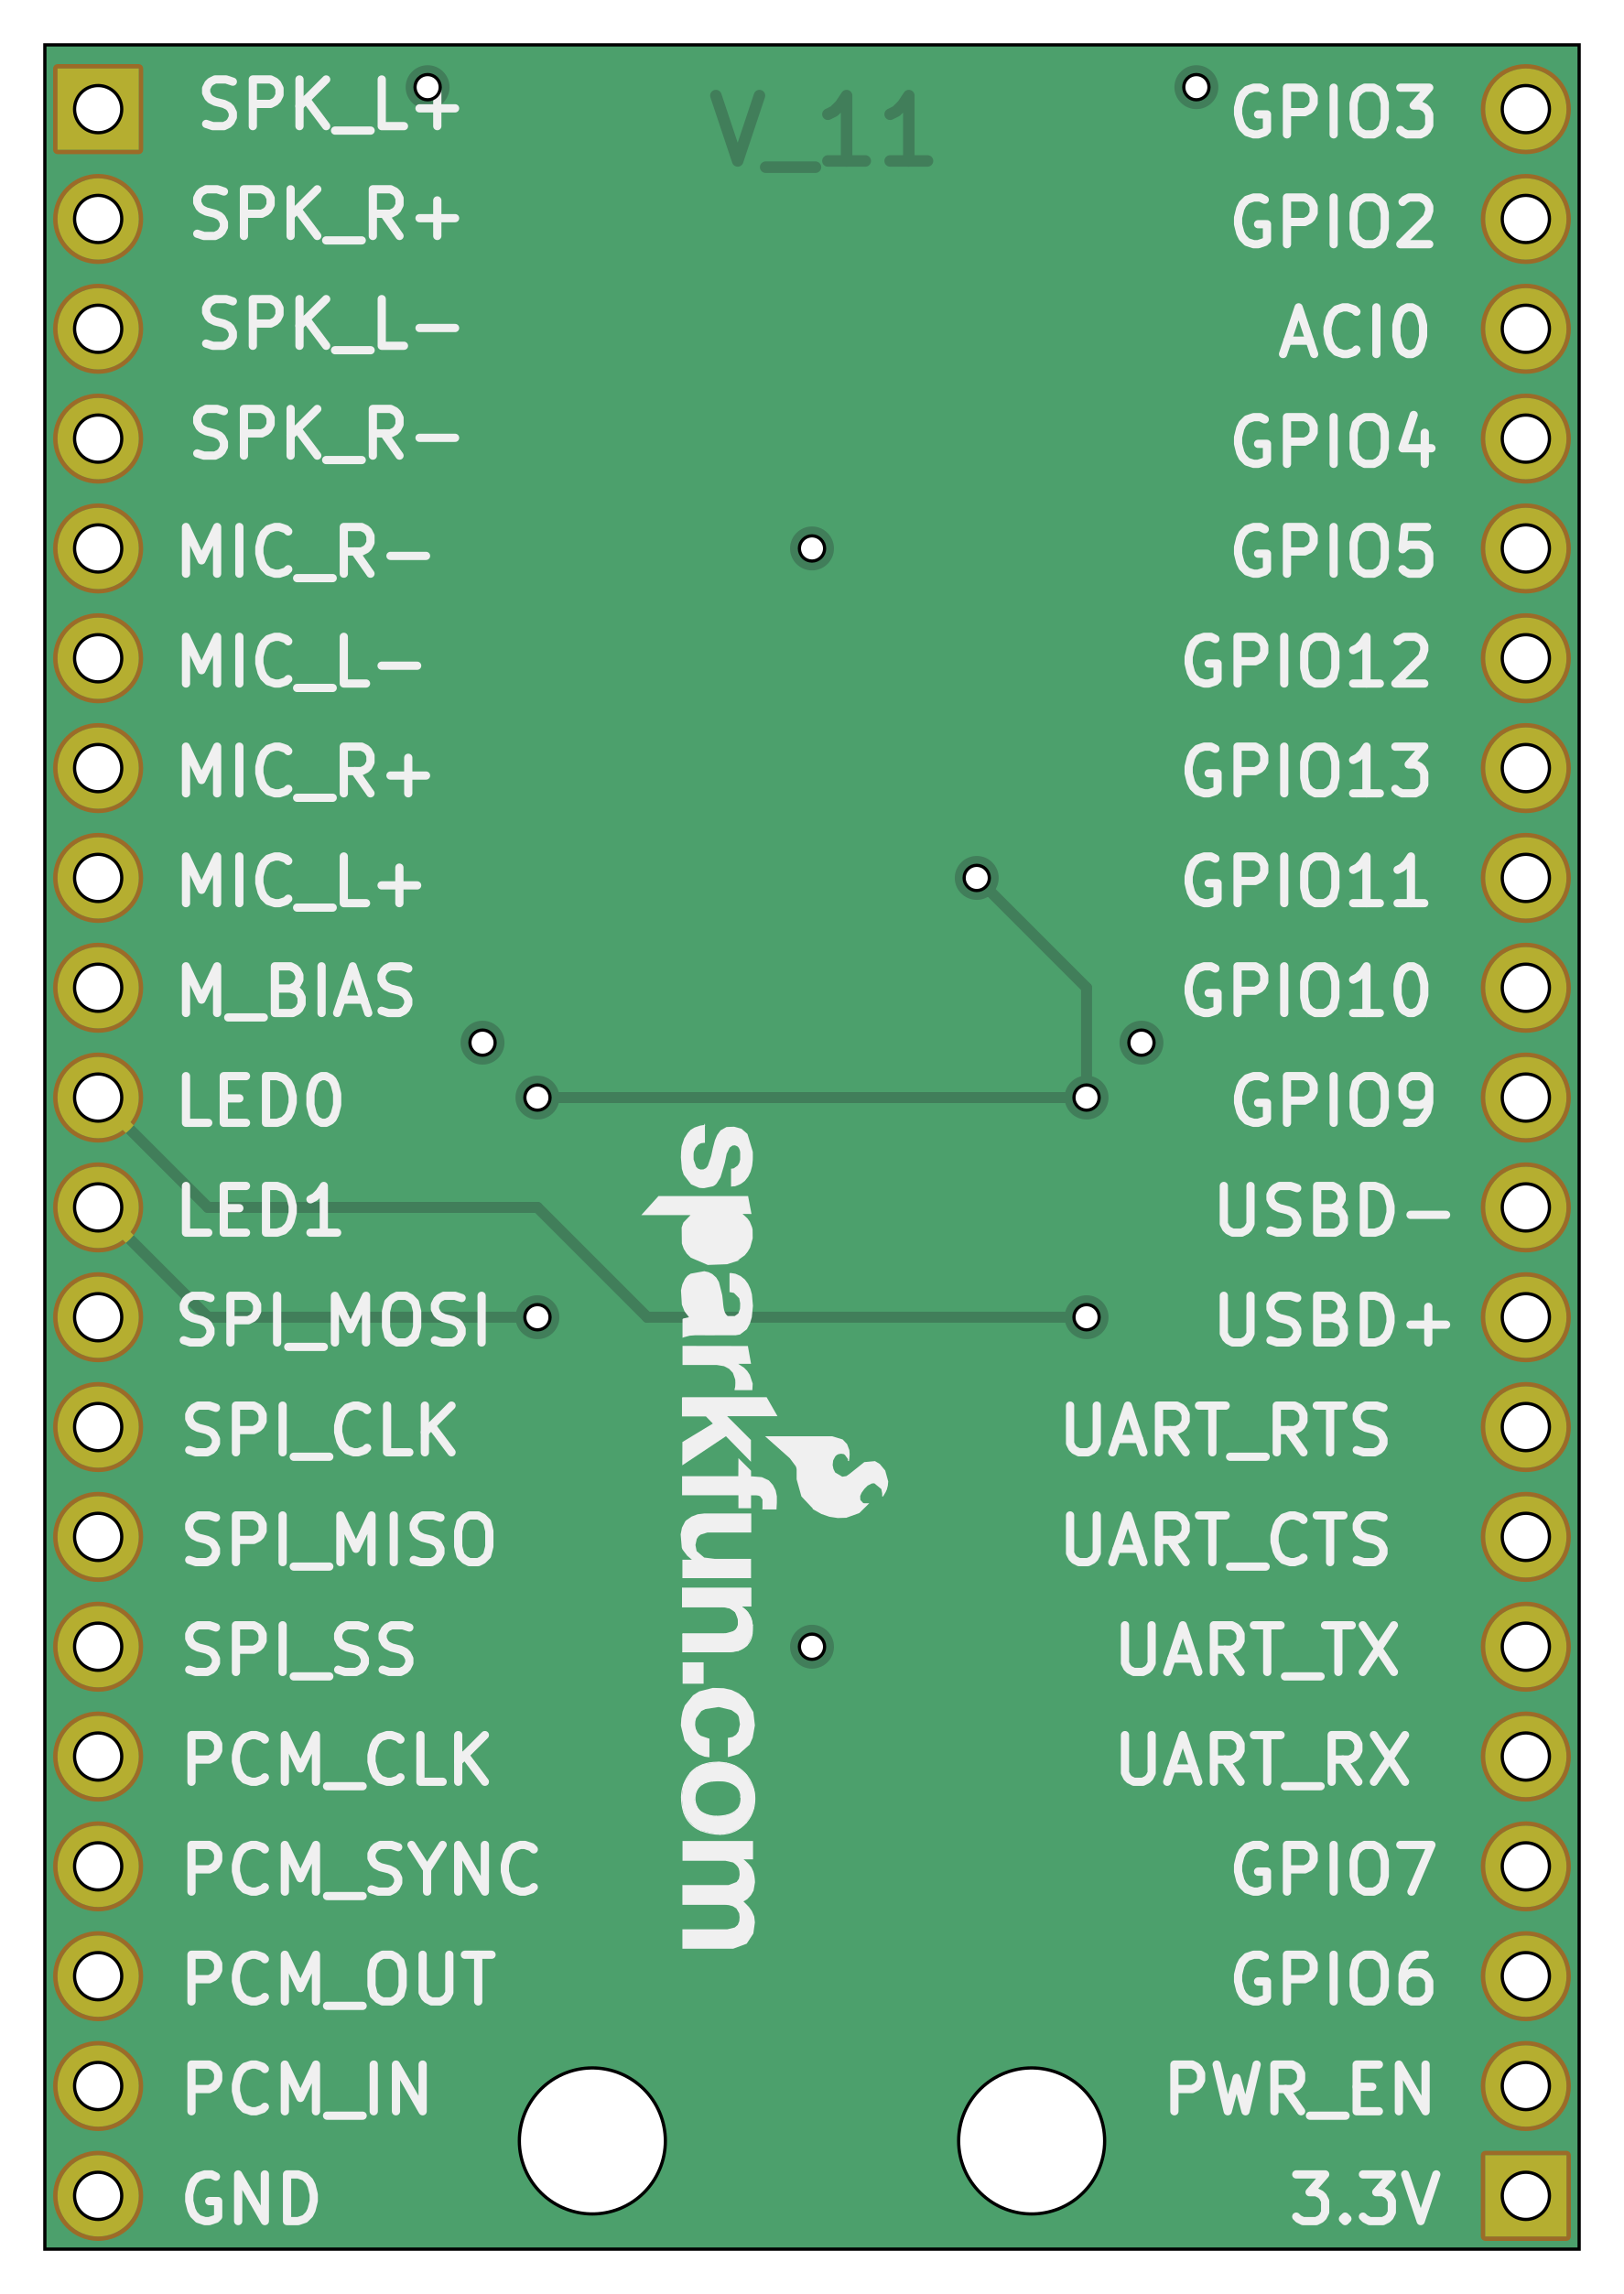 V_11
SPK_L+ GPIO3
SPK_R+ GPIO2
SPK_L- ACI0
SPK_R- GPIO4
MIC_R- GPIO5
MIC_L- GPIO12
MIC_R+ GPIO13
MIC_L+ GPIO11
M_BIAS GPIO10
LED0 GPIO9
LED1 USBD-
SPI_MOSI USBD+
SPI_CLK UART_RTS
SPI_MISO UART_CTS
SPI_SS UART_TX
PCM_CLK UART_RX
PCM_SYNC GPIO7
PCM_OUT GPIO6
PCM_IN PWR_EN
GND 3.3V
sparkfun.com